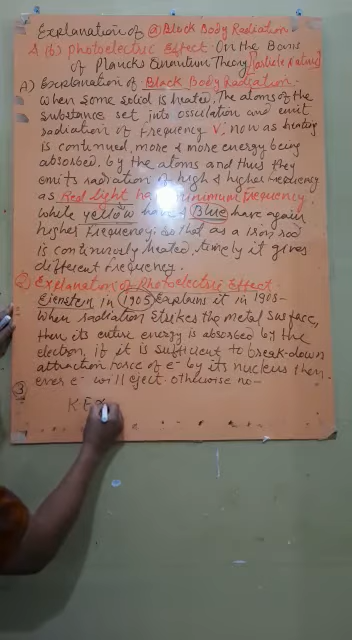 Explanation of (a) Black Body Radiation
& (b) Photoelectric Effect. On the Basis
of Plancks Quantum Theory [Particle Nature]
A) Explanation of Black Body Radiation.
When some solid is heated, The atoms of the
substance set into osscilation and emit
radiation of frequency V, now as heating
is continued, more & more energy being
absorbed by the atoms and thus they
emits radiation of high & higher frequency
as Red light has minimum frequency
while yellow have & Blue have again
higher frequency. so that as a iron rod
is continuously heated, it gives
different frequency.
② Explanation of Photoelectric Effect.
Eienstein in 1905 Explains it in 1905-
When radiation strikes the metal surface,
then its entire energy is absorbed by the
electron, if it is sufficient to break-down
attraction force of e⁻ by its nucleus then
e⁻ will eject otherwise no-
③
K E